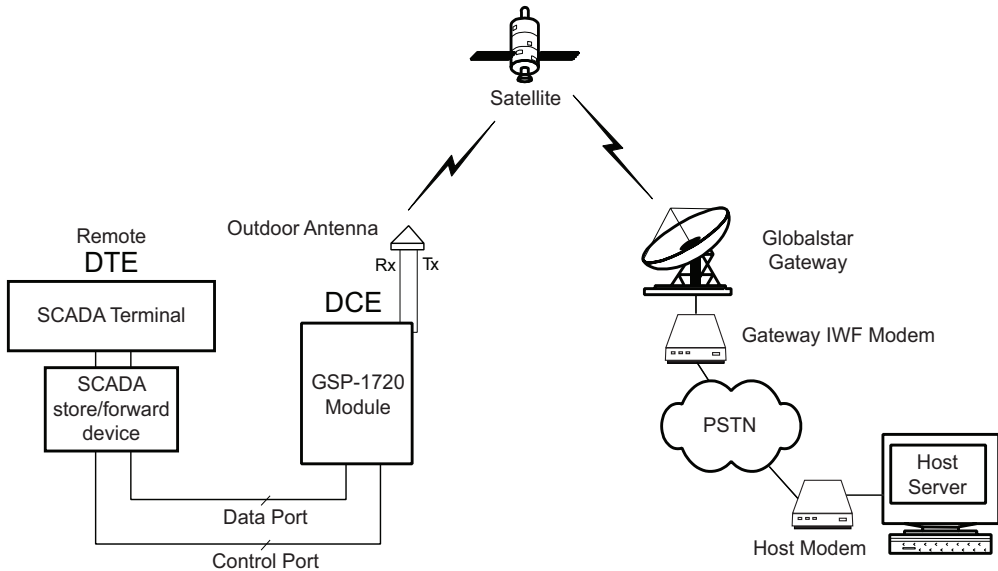 Satellite
Outdoor Antenna
Rx
Tx
Remote
DTE
SCADA Terminal
SCADA
store/forward
device
DCE
GSP-1720
Module
Data Port
Control Port
Globalstar
Gateway
Gateway IWF Modem
PSTN
Host
Server
Host Modem